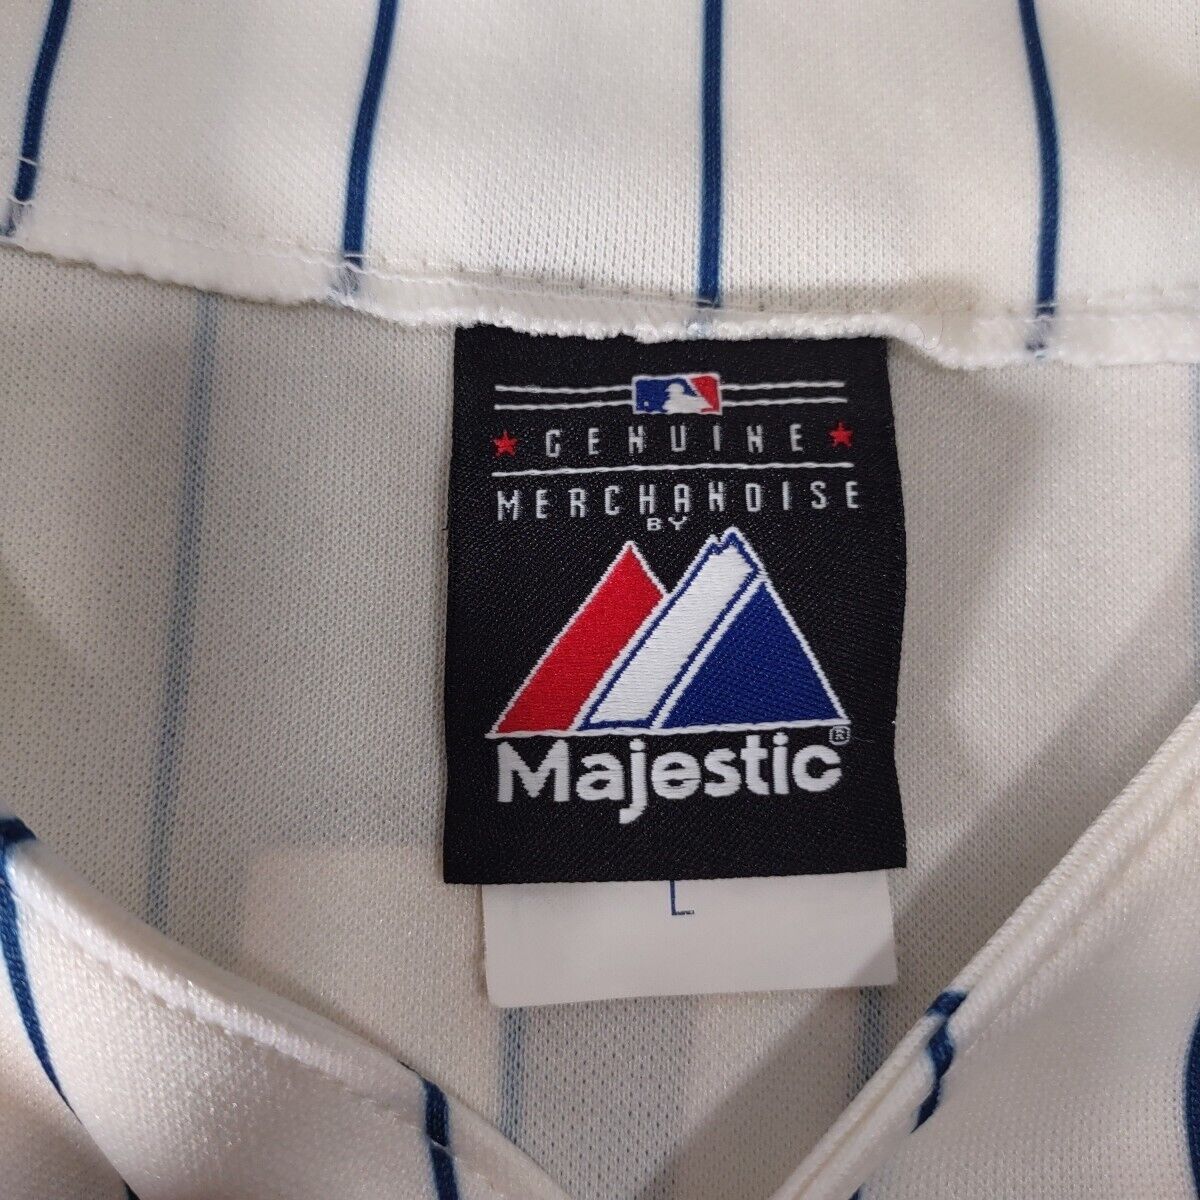 GENUINE
MERCHANDISE
BY
Majestic®
L